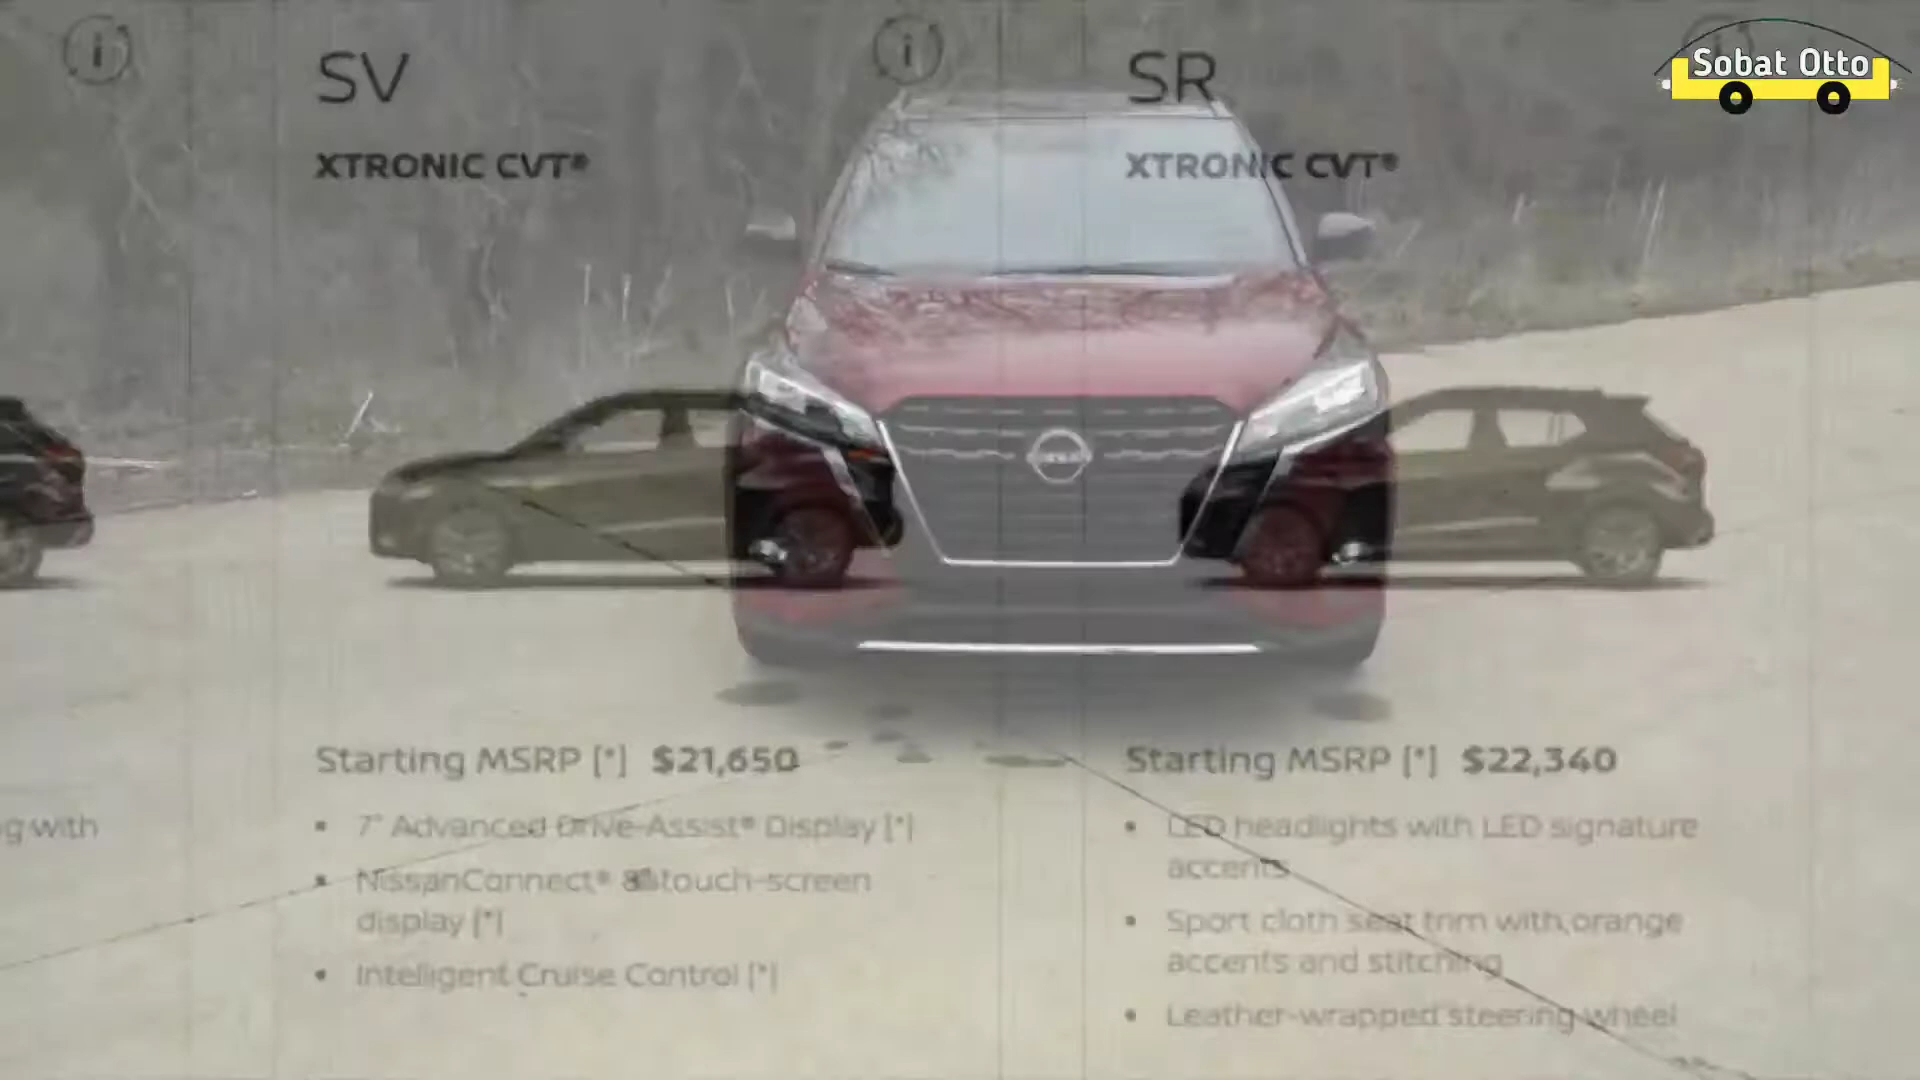 Sobat Otto
SV
XTRONIC CVT®
Starting MSRP [*] $21,650
• 7" Advanced Drive-Assist® Display [*]
• NissanConnect® touch-screen
display [*]
• Intelligent Cruise Control [*]
SR
XTRONIC CVT®
Starting MSRP [*] $22,340
• LED headlights with LED signature
accents
• Sport cloth seat trim with orange
accents and stitching
• Leather-wrapped steering wheel
with